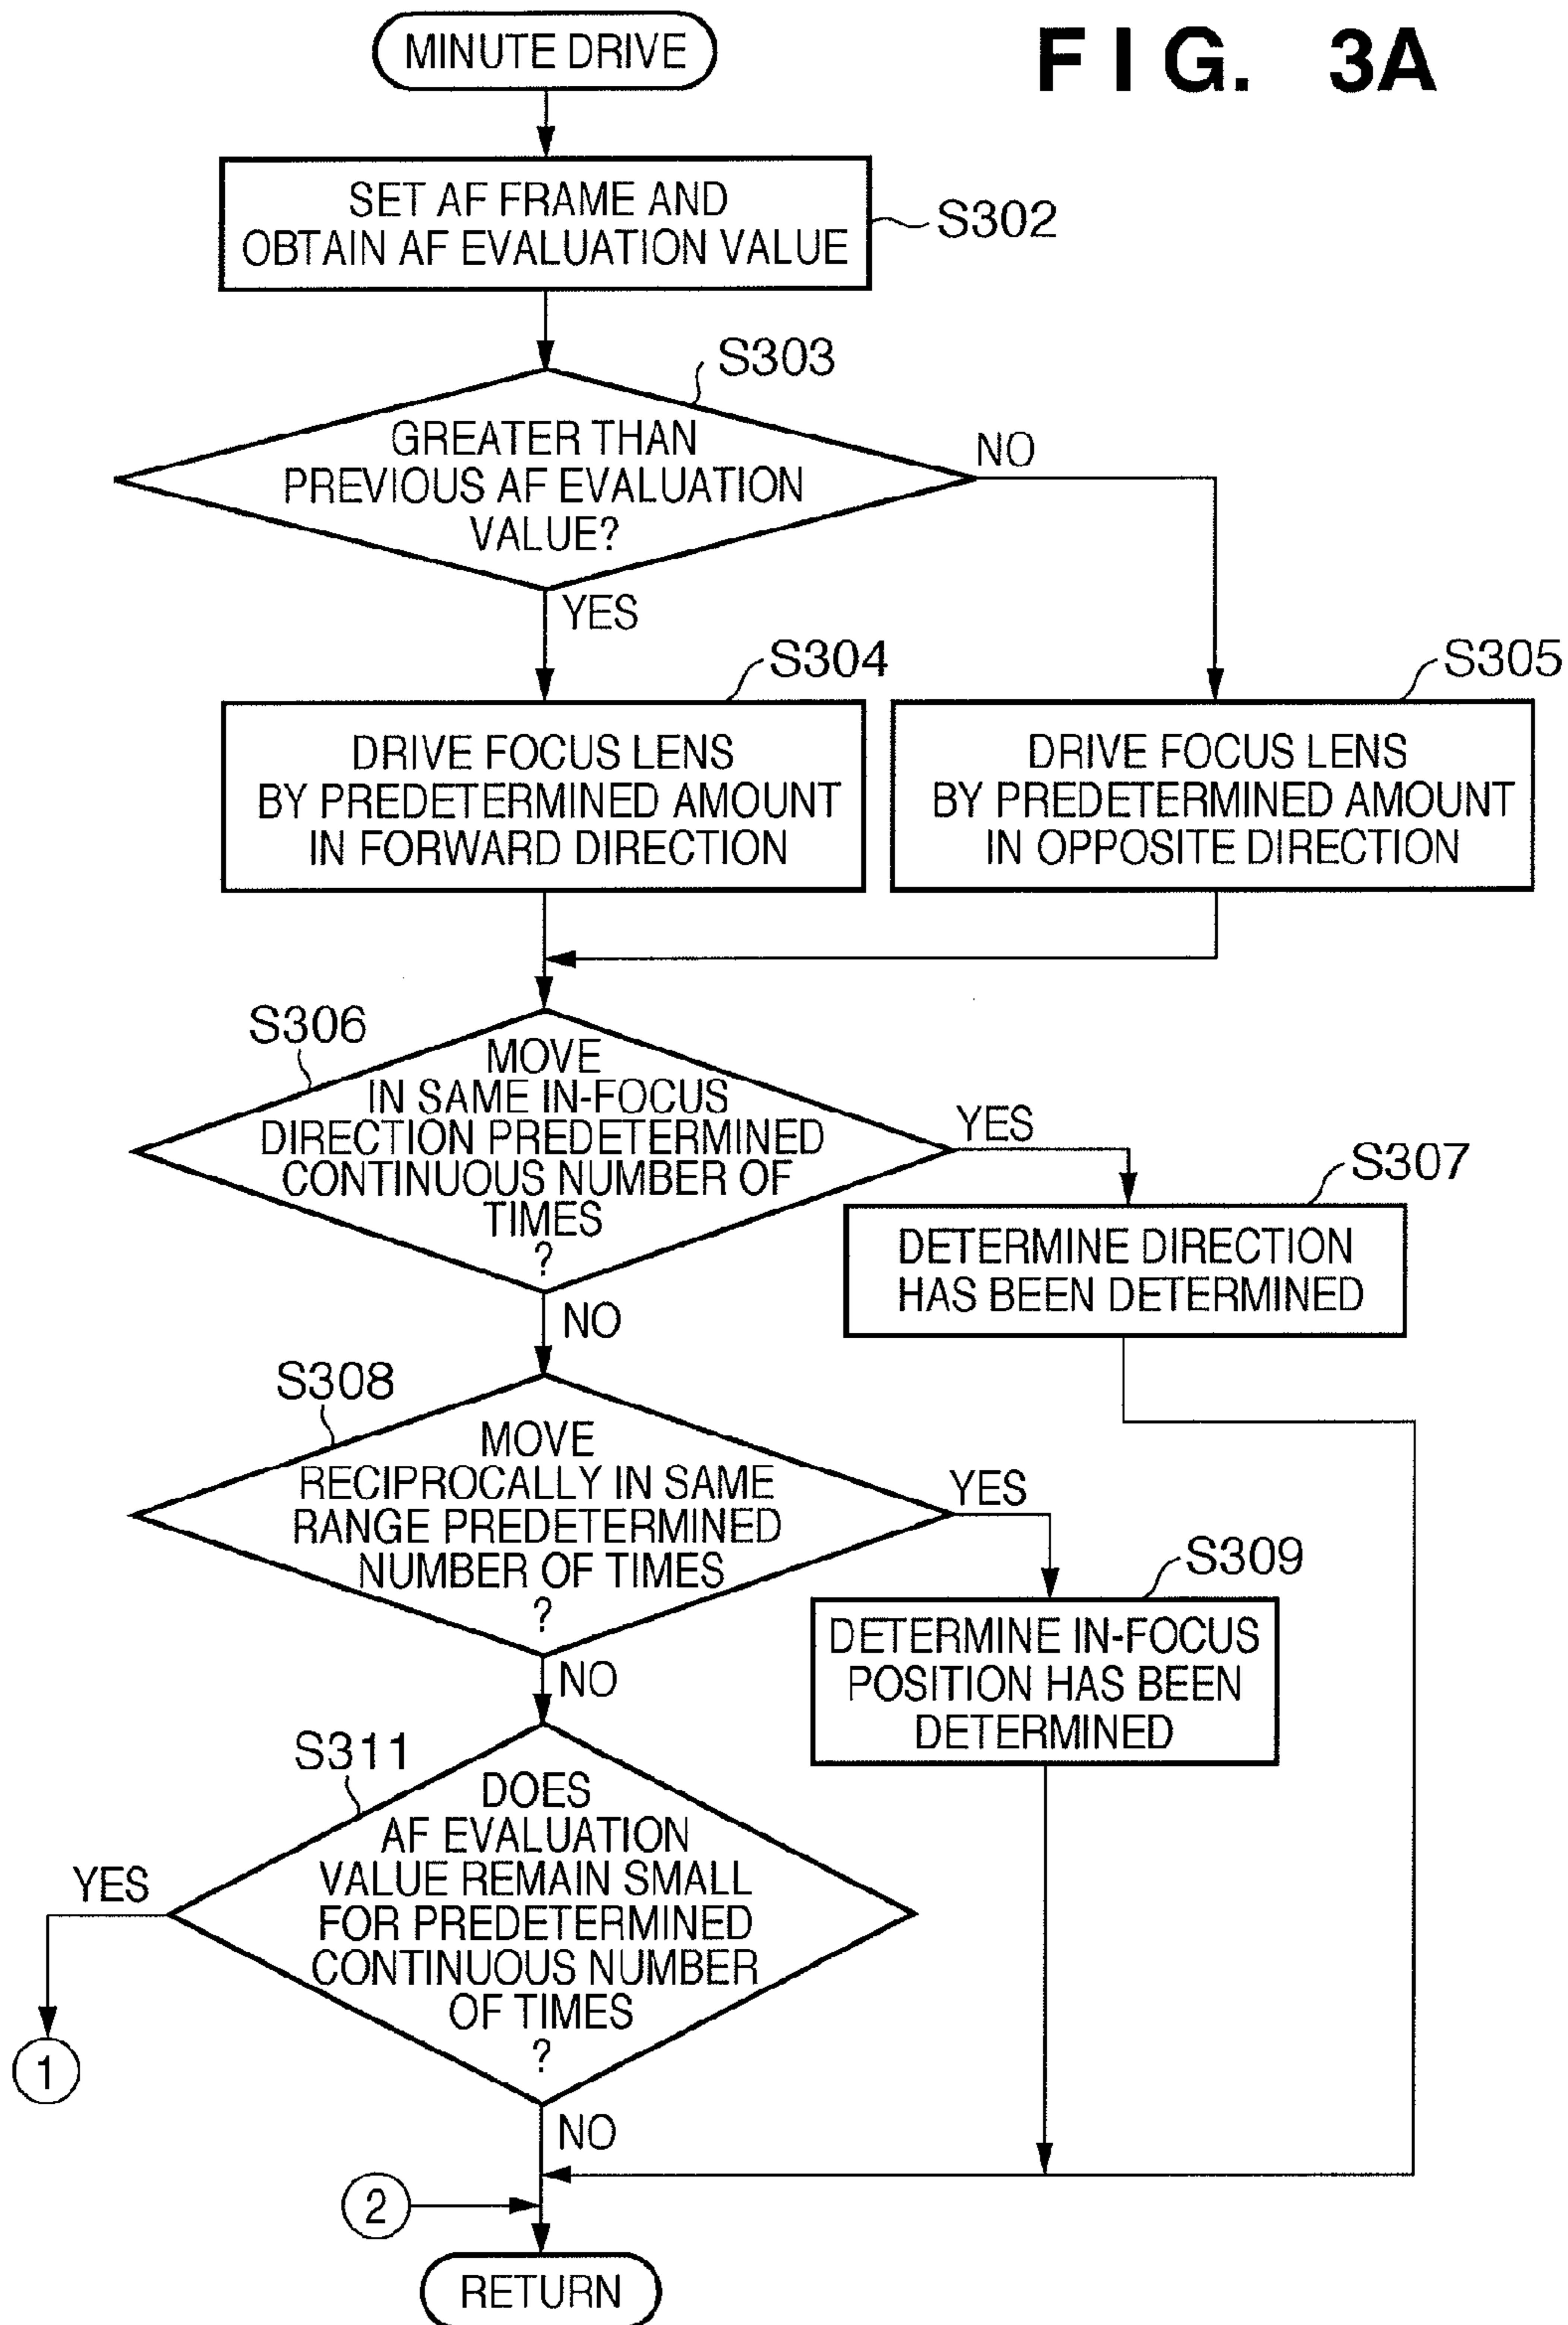 FIG. 3A
MINUTE DRIVE
SET AF FRAME AND
OBTAIN AF EVALUATION VALUE
S302
S303
GREATER THAN
PREVIOUS AF EVALUATION
VALUE?
NO
YES
S304
DRIVE FOCUS LENS
BY PREDETERMINED AMOUNT
IN FORWARD DIRECTION
S305
DRIVE FOCUS LENS
BY PREDETERMINED AMOUNT
IN OPPOSITE DIRECTION
S306
MOVE
IN SAME IN-FOCUS
DIRECTION PREDETERMINED
CONTINUOUS NUMBER OF
TIMES
?
YES
S307
DETERMINE DIRECTION
HAS BEEN DETERMINED
NO
S308
MOVE
RECIPROCALLY IN SAME
RANGE PREDETERMINED
NUMBER OF TIMES
?
YES
S309
DETERMINE IN-FOCUS
POSITION HAS BEEN
DETERMINED
NO
S311
DOES
AF EVALUATION
VALUE REMAIN SMALL
FOR PREDETERMINED
CONTINUOUS NUMBER
OF TIMES
?
YES
1
NO
2
RETURN